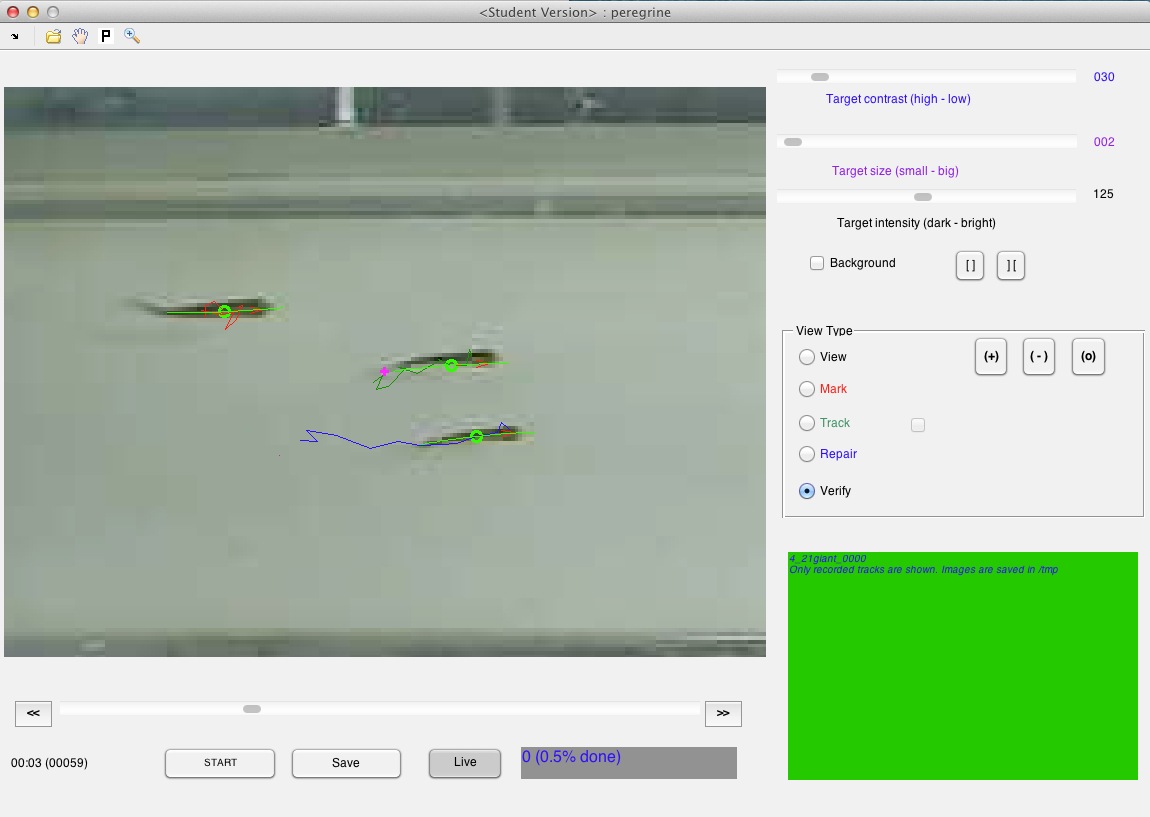 <Student Version> : peregrine
P
030
Target contrast (high - low)
002
Target size (small - big)
125
Target intensity (dark - bright)
Background
[ ]
] [
View Type
View
(+)
( - )
(o)
Mark
Track
Repair
Verify
4_21giant_0000
Only recorded tracks are shown. Images are saved in /tmp
<<
>>
00:03 (00059)
START
Save
Live
0 (0.5% done)